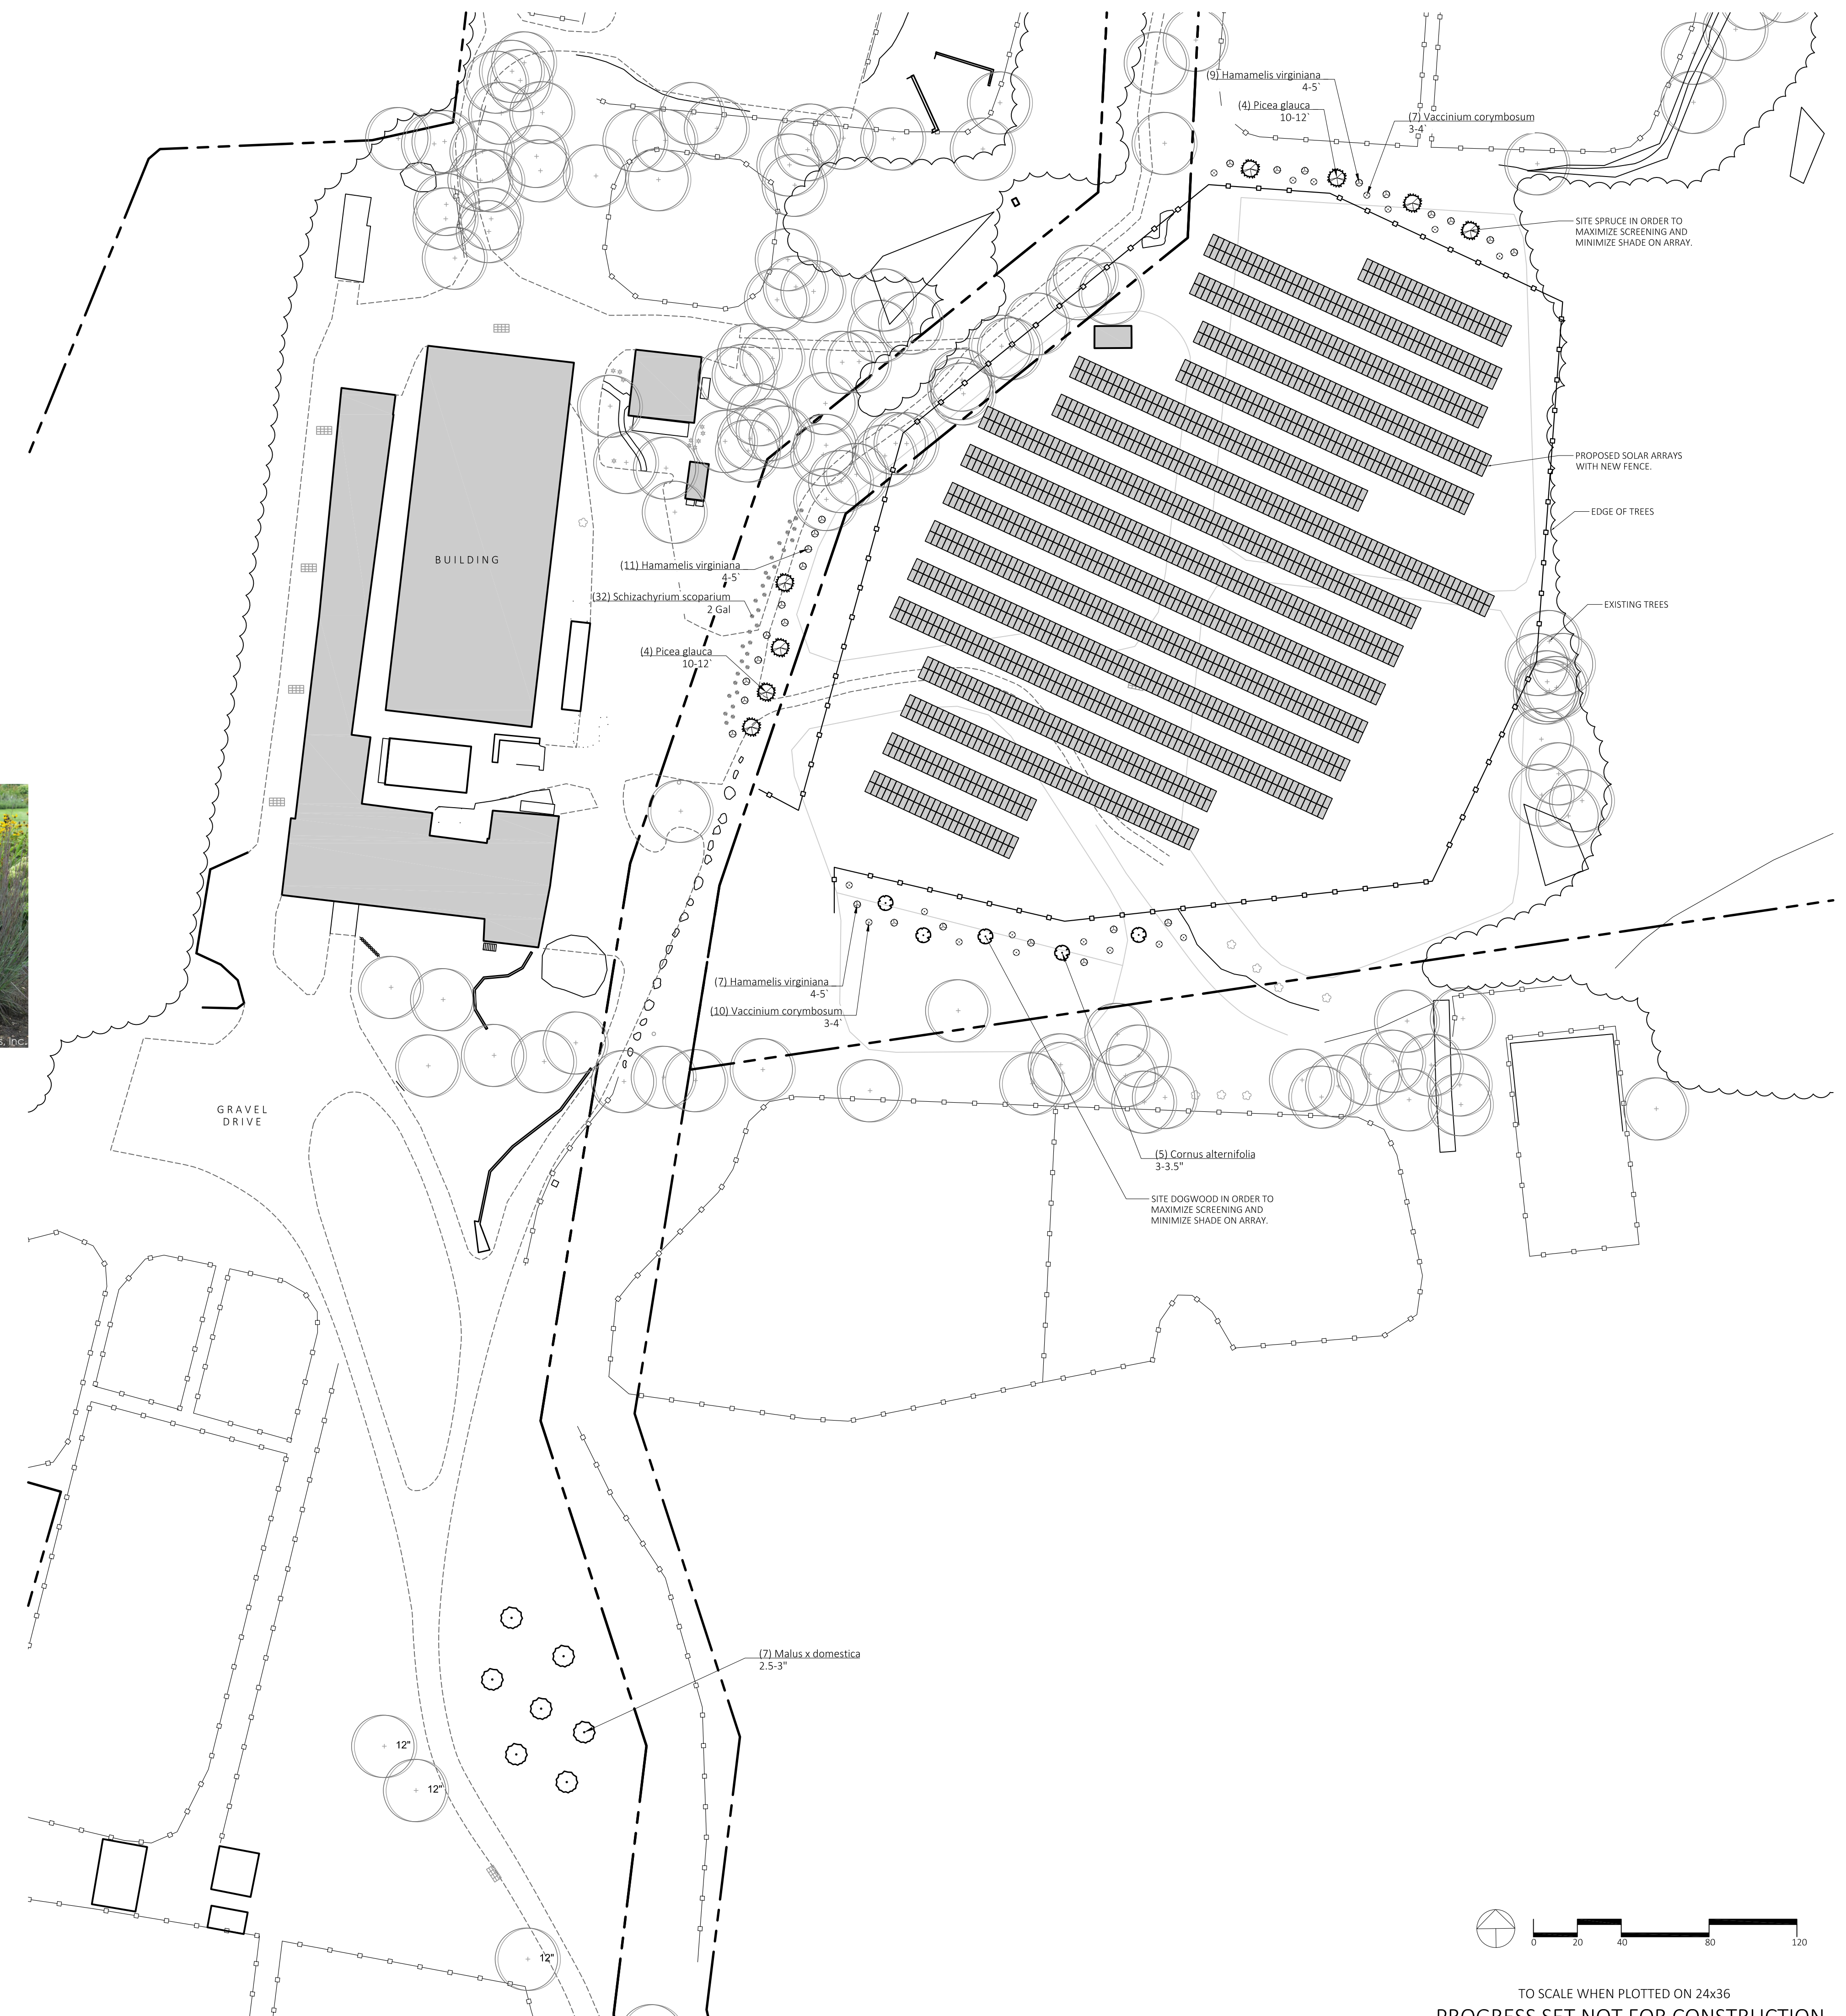 (9) Hamamelis virginiana
4-5`
(4) Picea glauca
10-12`
(7) Vaccinium corymbosum
3-4`
SITE SPRUCE IN ORDER TO
MAXIMIZE SCREENING AND
MINIMIZE SHADE ON ARRAY.
PROPOSED SOLAR ARRAYS
WITH NEW FENCE.
EDGE OF TREES
BUILDING
(11) Hamamelis virginiana
4-5`
(32) Schizachyrium scoparium
2 Gal
EXISTING TREES
(4) Picea glauca
10-12`
(7) Hamamelis virginiana
4-5`
(10) Vaccinium corymbosum
3-4`
s, Inc.
GRAVEL
DRIVE
(5) Cornus alternifolia
3-3.5"
SITE DOGWOOD IN ORDER TO
MAXIMIZE SCREENING AND
MINIMIZE SHADE ON ARRAY.
(7) Malus x domestica
2.5-3"
12"
12"
12"
0 20 40 80 120
TO SCALE WHEN PLOTTED ON 24x36
PROGRESS SET NOT FOR CONSTRUCTION